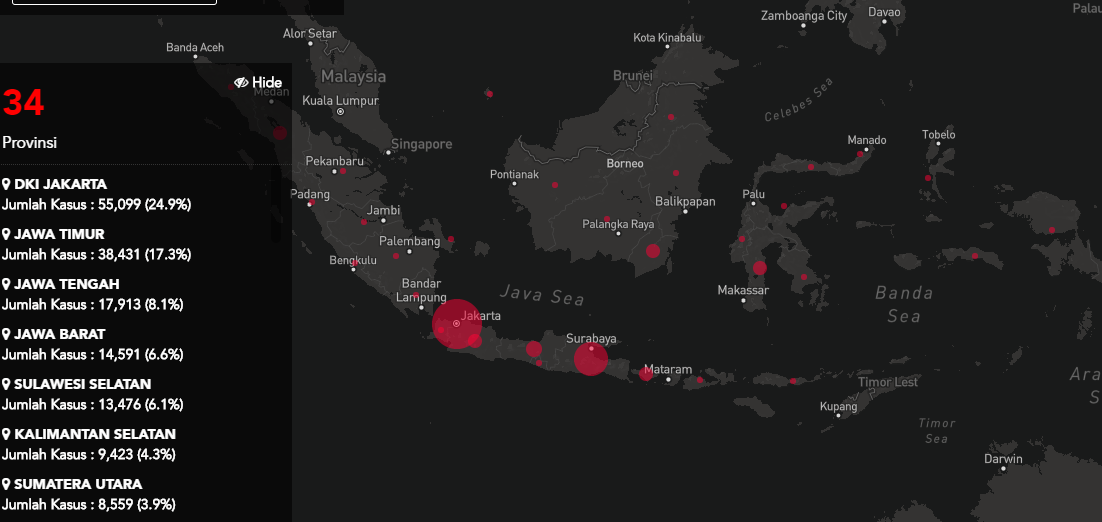 Hide
34
Provinsi
DKI JAKARTA
Jumlah Kasus : 55,099 (24.9%)
JAWA TIMUR
Jumlah Kasus : 38,431 (17.3%)
JAWA TENGAH
Jumlah Kasus : 17,913 (8.1%)
JAWA BARAT
Jumlah Kasus : 14,591 (6.6%)
SULAWESI SELATAN
Jumlah Kasus : 13,476 (6.1%)
KALIMANTAN SELATAN
Jumlah Kasus : 9,423 (4.3%)
SUMATERA UTARA
Jumlah Kasus : 8,559 (3.9%)
Zamboanga City
Davao
Palau
Alor Setar
Kota Kinabalu
Banda Aceh
Malaysia
Brunei
Medan
Kuala Lumpur
Celebes Sea
Singapore
Manado
Tobelo
Pekanbaru
Borneo
Pontianak
Padang
Palu
Balikpapan
Jambi
Palangka Raya
Palembang
Bengkulu
Bandar
Lampung
Java Sea
Makassar
Banda
Sea
Jakarta
Surabaya
Mataram
Timor Lest
Ara
S
Kupang
Timor
Sea
Darwin